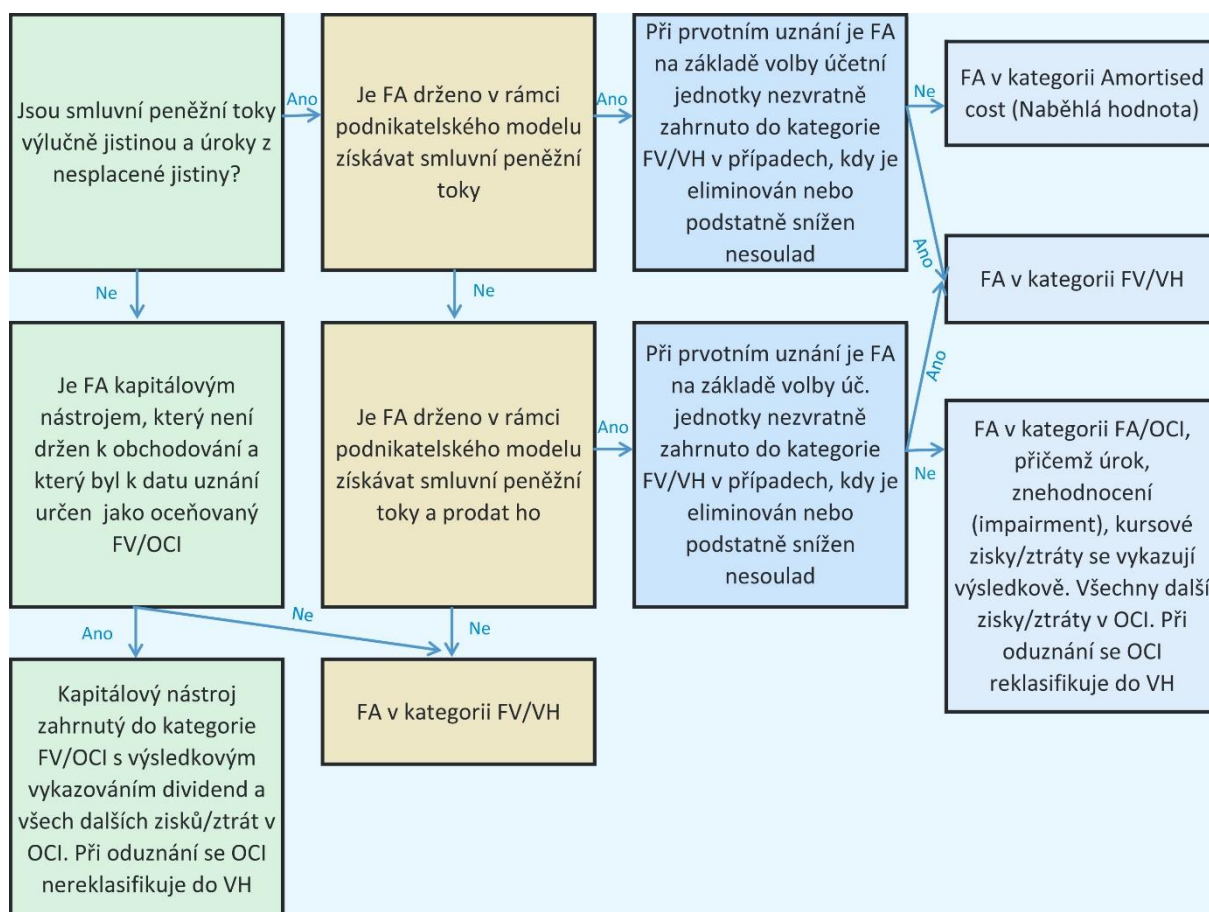 Jsou smluvní peněžní toky
výlučně jistinou a úroky z
nesplacené jistiny?
Ano
Je FA drženo v rámci
podnikatelského modelu
získávat smluvní peněžní
toky
Ano
Při prvotním uznání je FA
na základě volby účetní
jednotky nezvratně
zahrnuto do kategorie
FV/VH v případech, kdy je
eliminován nebo
podstatně snížen
nesoulad
Ne
FA v kategorii Amortised
cost (Naběhlá hodnota)
Ano
FA v kategorii FV/VH
Ne
Ne
Je FA kapitálovým
nástrojem, který není
držen k obchodování a
který byl k datu uznání
určen  jako oceňovaný
FV/OCI
Je FA drženo v rámci
podnikatelského modelu
získávat smluvní peněžní
toky a prodat ho
Ano
Při prvotním uznání je FA
na základě volby úč.
jednotky nezvratně
zahrnuto do kategorie
FV/VH v případech, kdy je
eliminován nebo
podstatně snížen
nesoulad
Ano
Ne
FA v kategorii FA/OCI,
přičemž úrok,
znehodnocení
(impairment), kursové
zisky/ztráty se vykazují
výsledkově. Všechny další
zisky/ztráty v OCI. Při
oduznání se OCI
reklasifikuje do VH
Ano
Ne
Ne
Kapitálový nástroj
zahrnutý do kategorie
FV/OCI s výsledkovým
vykazováním dividend a
všech dalších zisků/ztrát v
OCI. Při oduznání se OCI
nereklasifikuje do VH
FA v kategorii FV/VH